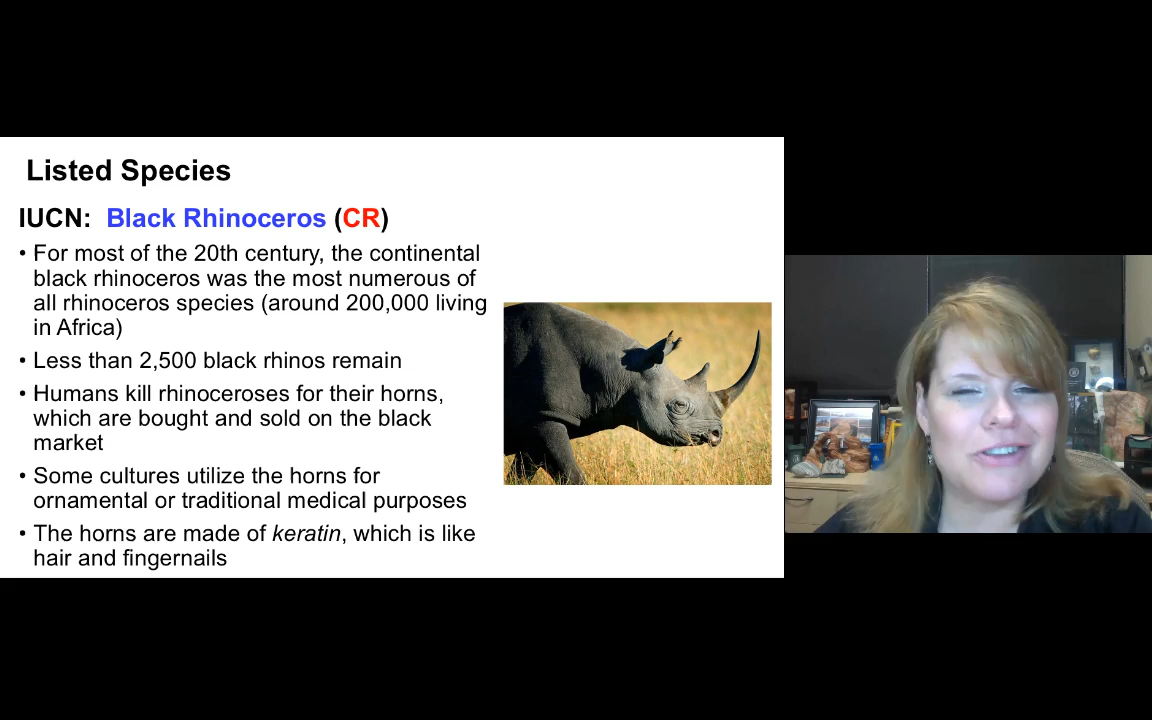 Listed Species
IUCN: Black Rhinoceros (CR)
• For most of the 20th century, the continental
black rhinoceros was the most numerous of
all rhinoceros species (around 200,000 living
in Africa)
• Less than 2,500 black rhinos remain
• Humans kill rhinoceroses for their horns,
which are bought and sold on the black
market
• Some cultures utilize the horns for
ornamental or traditional medical purposes
• The horns are made of keratin, which is like
hair and fingernails